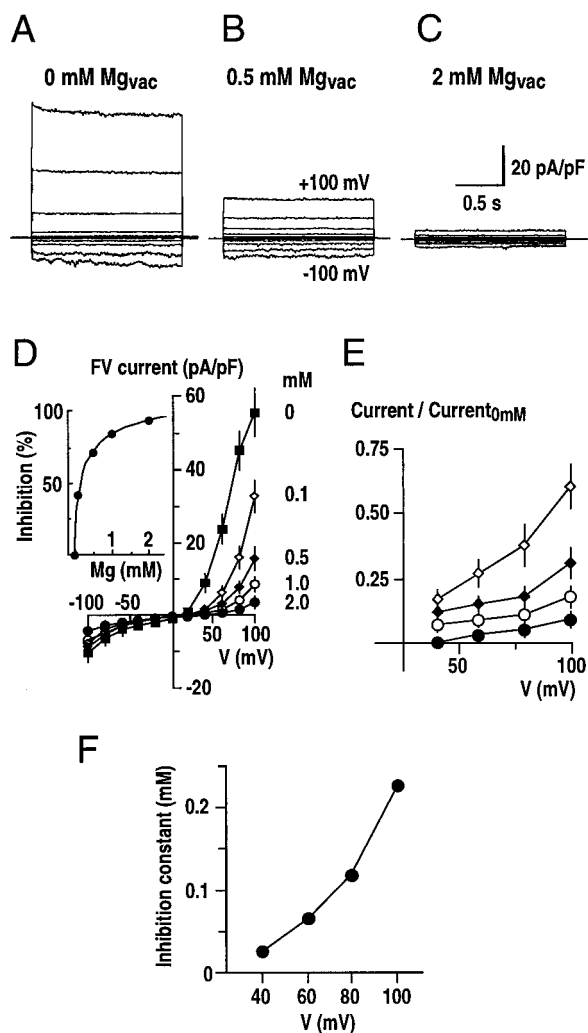 A
B
C
0 mM Mgvac
0.5 mM Mgvac
2 mM Mgvac
20 pA/pF
0.5 s
+100 mV
-100 mV
D
FV current (pA/pF)
mM
60
40
20
-20
0
0.1
0.5
1.0
2.0
-100
-50
50
100
V (mV)
Inhibition (%)
100
50
0
1
2
Mg (mM)
E
Current / Current0mM
0.75
0.50
0.25
50
100
V (mV)
F
Inhibition constant (mM)
0.2
0.1
0
40
60
80
100
V (mV)